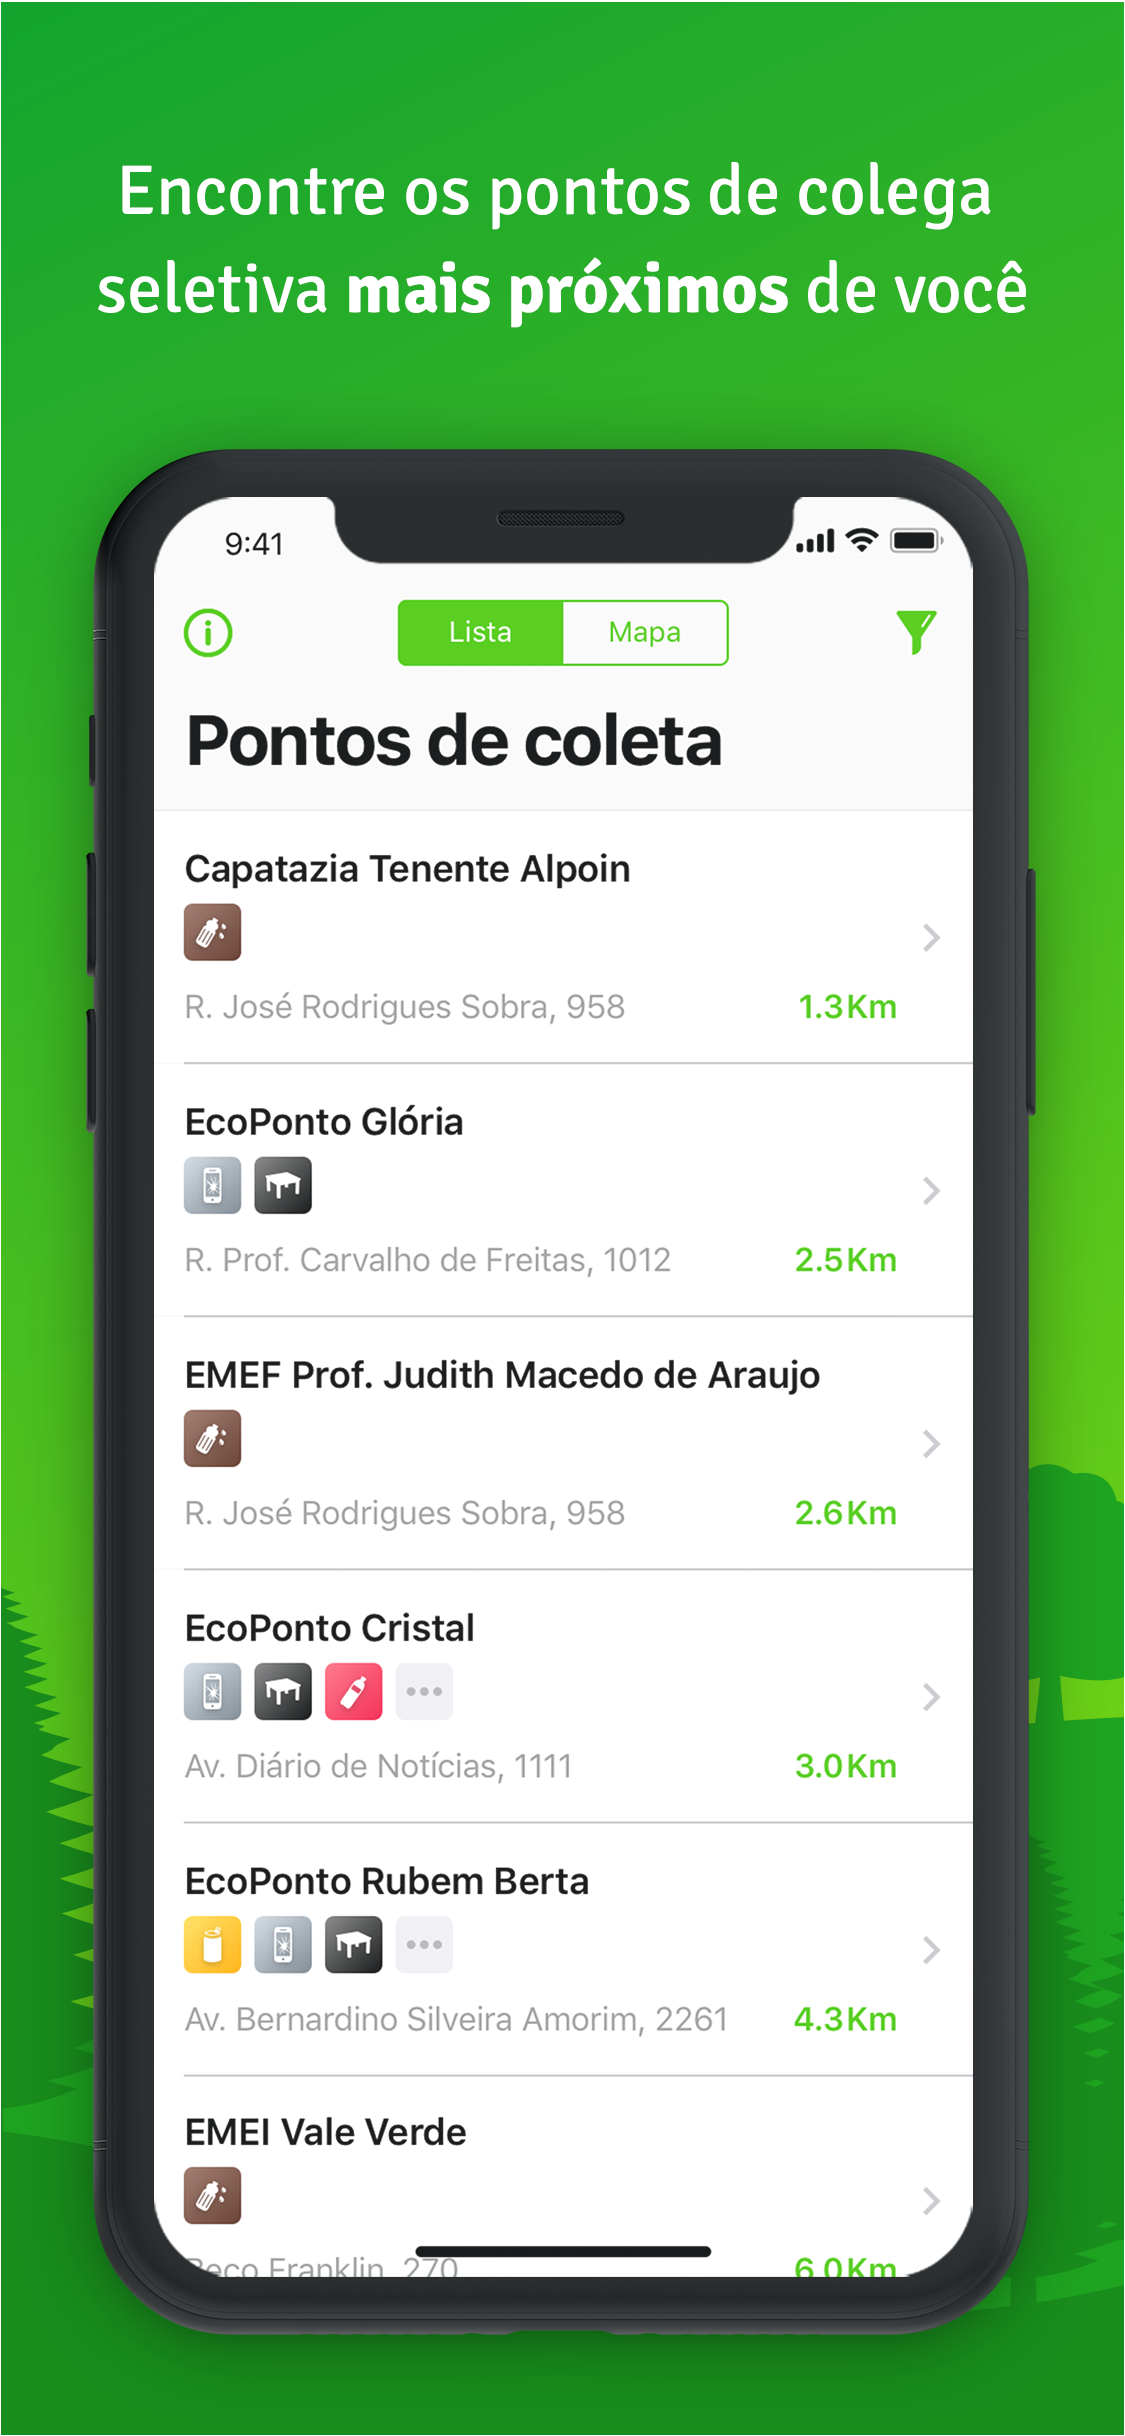 Encontre os pontos de colega
seletiva mais próximos de você
9:41
Lista
Mapa
Pontos de coleta
Capatazia Tenente Alpoin
R. José Rodrigues Sobra, 958
1.3Km
EcoPonto Glória
R. Prof. Carvalho de Freitas, 1012
2.5Km
EMEF Prof. Judith Macedo de Araujo
R. José Rodrigues Sobra, 958
2.6Km
EcoPonto Cristal
Av. Diário de Notícias, 1111
3.0Km
EcoPonto Rubem Berta
Av. Bernardino Silveira Amorim, 2261
4.3Km
EMEI Vale Verde
Beco Franklin, 270
6.0Km